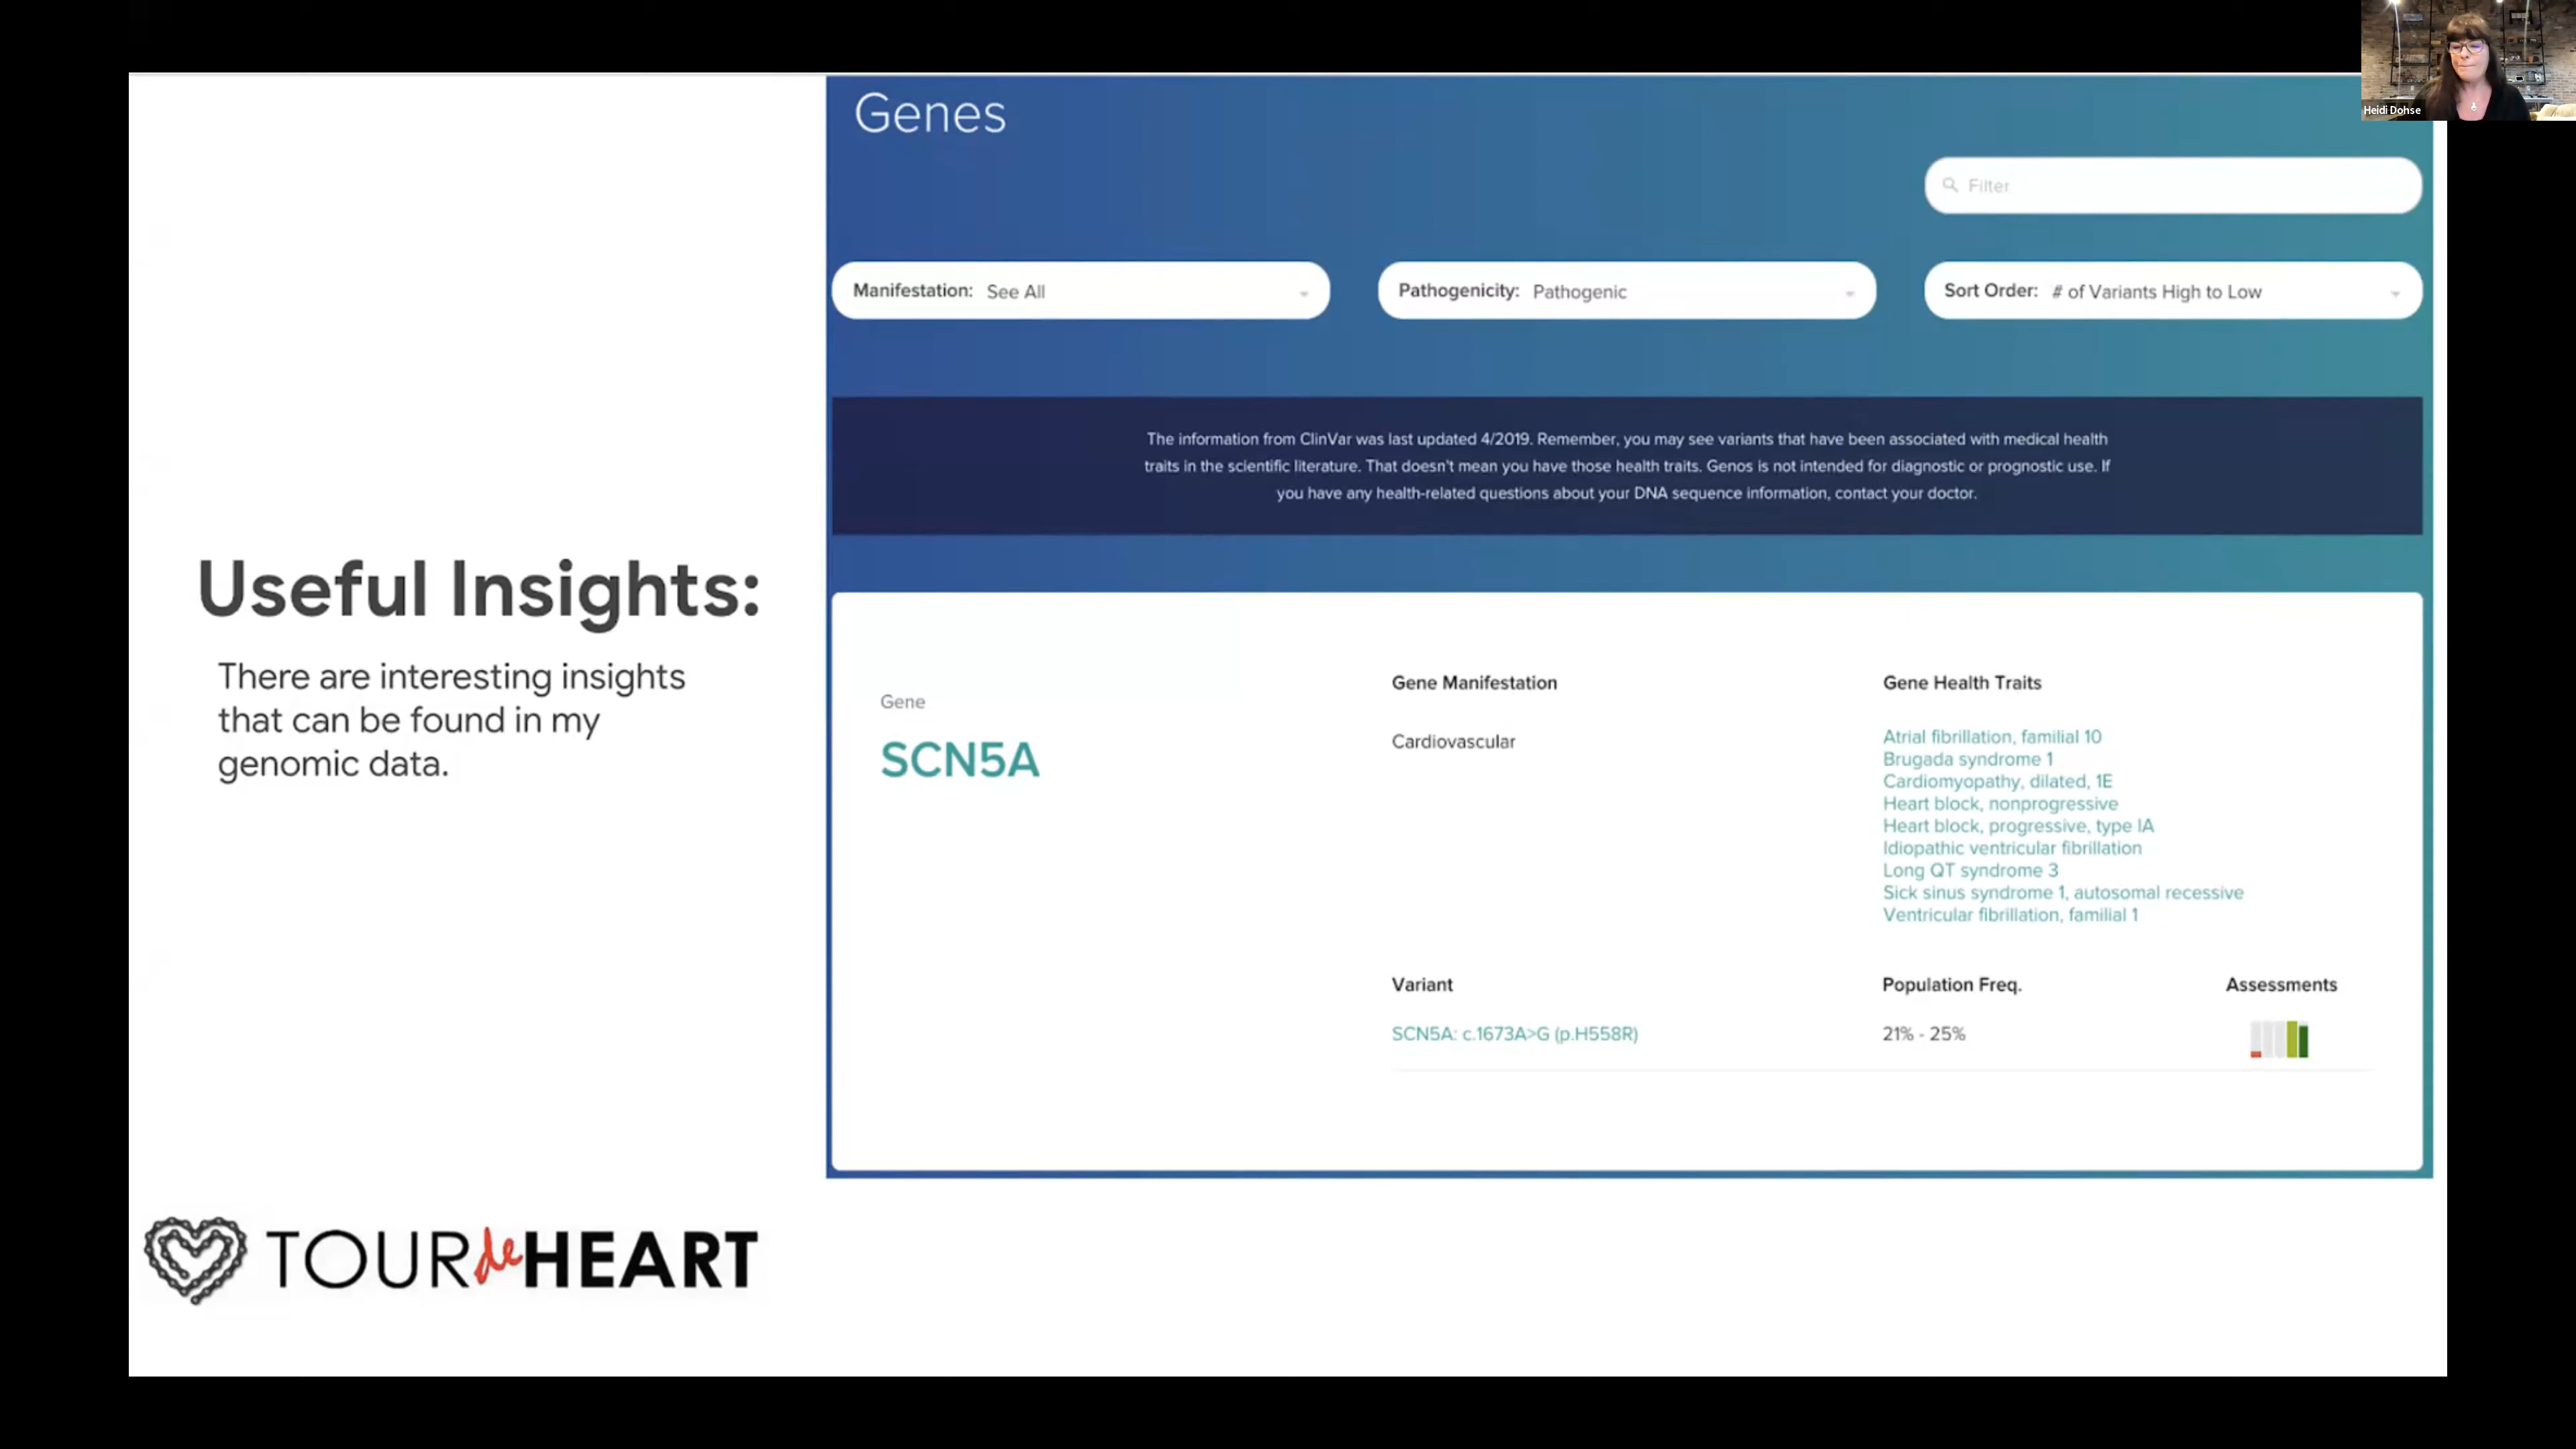 Heidi Dohse
Genes
Filter
Manifestation: See All
Pathogenicity: Pathogenic
Sort Order: # of Variants High to Low
The information from ClinVar was last updated 4/2019. Remember, you may see variants that have been associated with medical health
traits in the scientific literature. That doesn't mean you have those health traits. Genos is not intended for diagnostic or prognostic use. If
you have any health-related questions about your DNA sequence information, contact your doctor.
Useful Insights:
There are interesting insights
that can be found in my
genomic data.
Gene
SCN5A
Gene Manifestation
Cardiovascular
Gene Health Traits
Atrial fibrillation, familial 10
Brugada syndrome 1
Cardiomyopathy, dilated, 1E
Heart block, nonprogressive
Heart block, progressive, type IA
Idiopathic ventricular fibrillation
Long QT syndrome 3
Sick sinus syndrome 1, autosomal recessive
Ventricular fibrillation, familial 1
Variant
SCN5A: c.1673A>G (p.H558R)
Population Freq.
21% - 25%
Assessments
TOUR de HEART